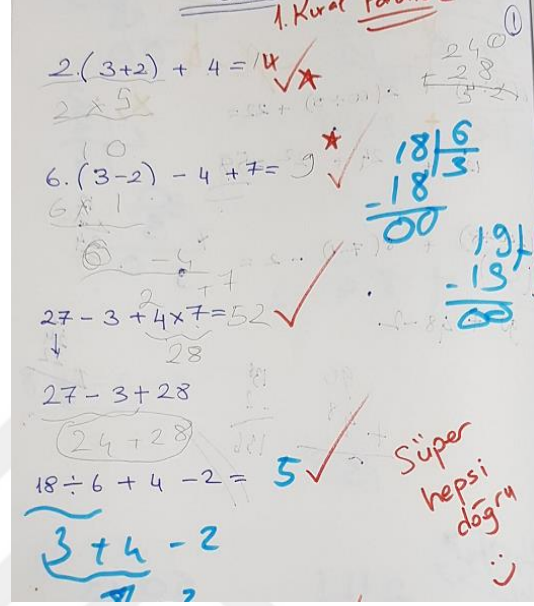 1. Kural
1
2.(3+2) + 4 = 14
2 x 5
10
240
+ 28
6.(3-2) - 4 + 7 = 9
6 x 1
6 - 4
+ 7
18 6
-18 3
00
19
- 19
00
27 - 3 + 4x7 = 52
28
27 - 3 + 28
24 + 28
18 ÷ 6 + 4 - 2 = 5
3 + 4 - 2
Süper
hepsi
doğru